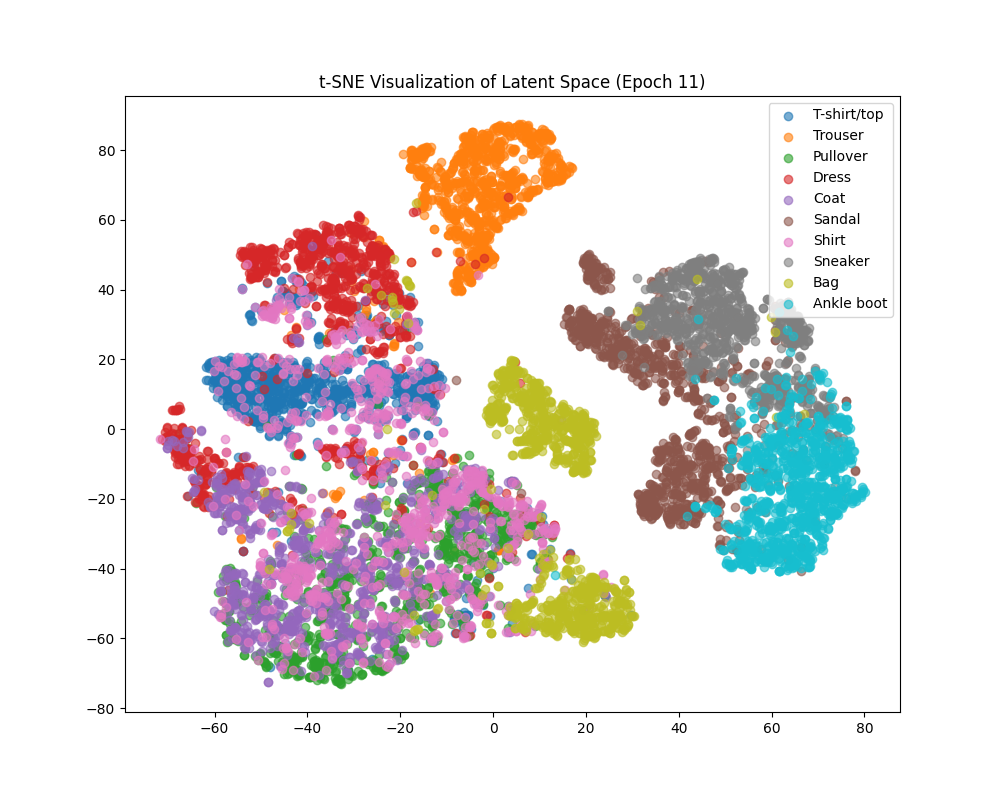 t-SNE Visualization of Latent Space (Epoch 11)
T-shirt/top
Trouser
Pullover
Dress
Coat
Sandal
Shirt
Sneaker
Bag
Ankle boot
80
60
40
20
0
−20
−40
−60
−80
−60 −40 −20 0 20 40 60 80